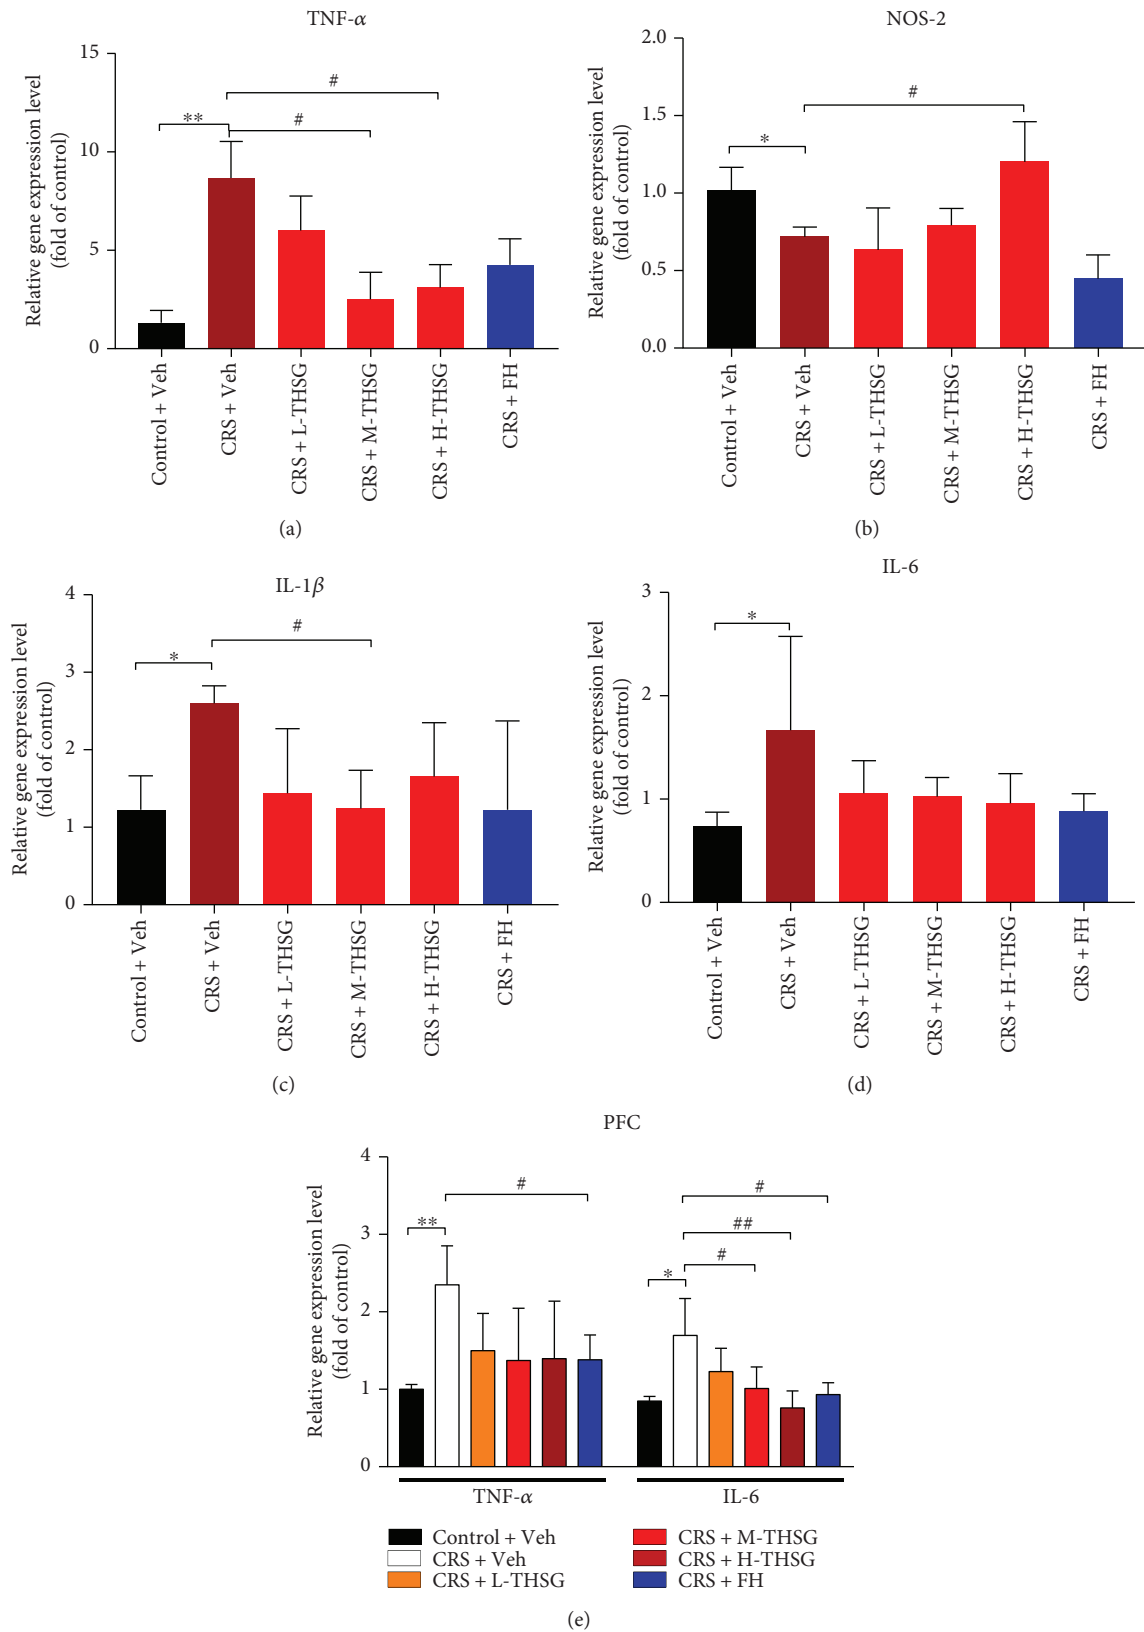 TNF-α
Relative gene expression level
(fold of control)
15
10
5
0
**
#
#
Control + Veh
CRS + Veh
CRS + L-THSG
CRS + M-THSG
CRS + H-THSG
CRS + FH
(a)
NOS-2
Relative gene expression level
(fold of control)
2.0
1.5
1.0
0.5
0.0
*
#
Control + Veh
CRS + Veh
CRS + L-THSG
CRS + M-THSG
CRS + H-THSG
CRS + FH
(b)
IL-1β
Relative gene expression level
(fold of control)
4
3
2
1
0
*
#
Control + Veh
CRS + Veh
CRS + L-THSG
CRS + M-THSG
CRS + H-THSG
CRS + FH
(c)
IL-6
Relative gene expression level
(fold of control)
3
2
1
0
*
Control + Veh
CRS + Veh
CRS + L-THSG
CRS + M-THSG
CRS + H-THSG
CRS + FH
(d)
PFC
Relative gene expression level
(fold of control)
4
3
2
1
0
**
#
*
#
##
#
TNF-α
IL-6
Control + Veh
CRS + Veh
CRS + L-THSG
CRS + M-THSG
CRS + H-THSG
CRS + FH
(e)